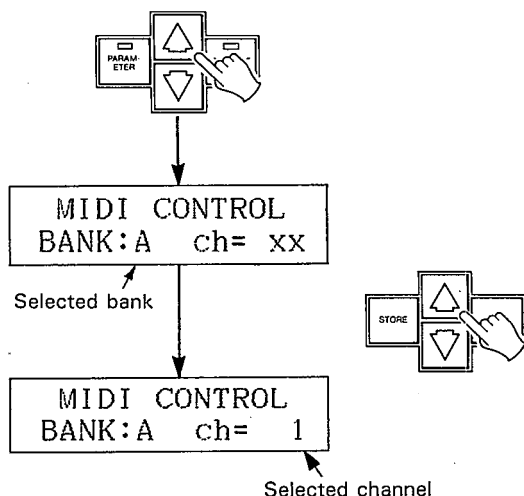 PARAM-
ETER
MIDI CONTROL
BANK:A ch= xx
Selected bank
STORE
MIDI CONTROL
BANK:A ch= 1
Selected channel